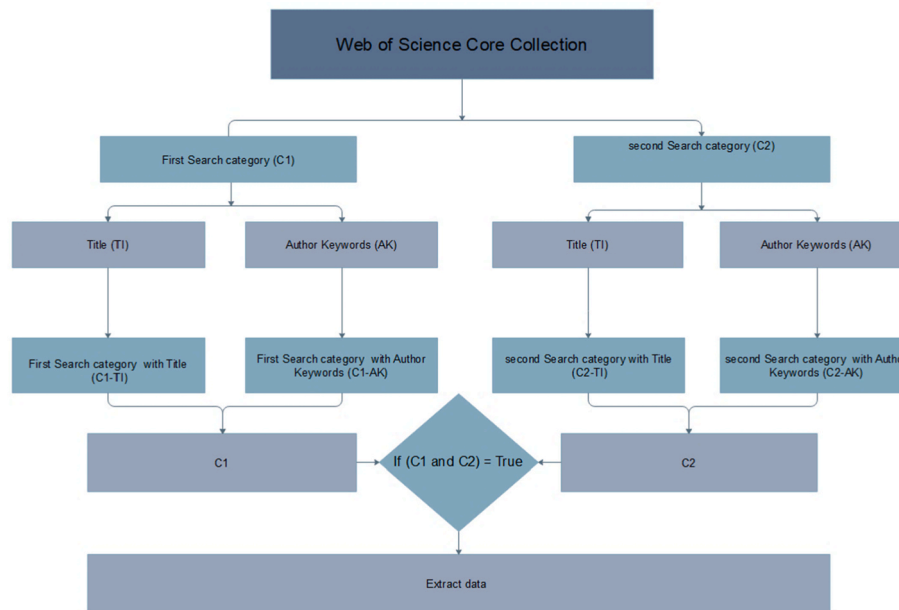 Web of Science Core Collection
First Search category (C1)
second Search category (C2)
Title (TI)
Author Keywords (AK)
Title (TI)
Author Keywords (AK)
First Search category with Title
(C1-TI)
First Search category with Author
Keywords (C1-AK)
second Search category with Title
(C2-TI)
second Search category with Author
Keywords (C2-AK)
C1
If (C1 and C2) = True
C2
Extract data